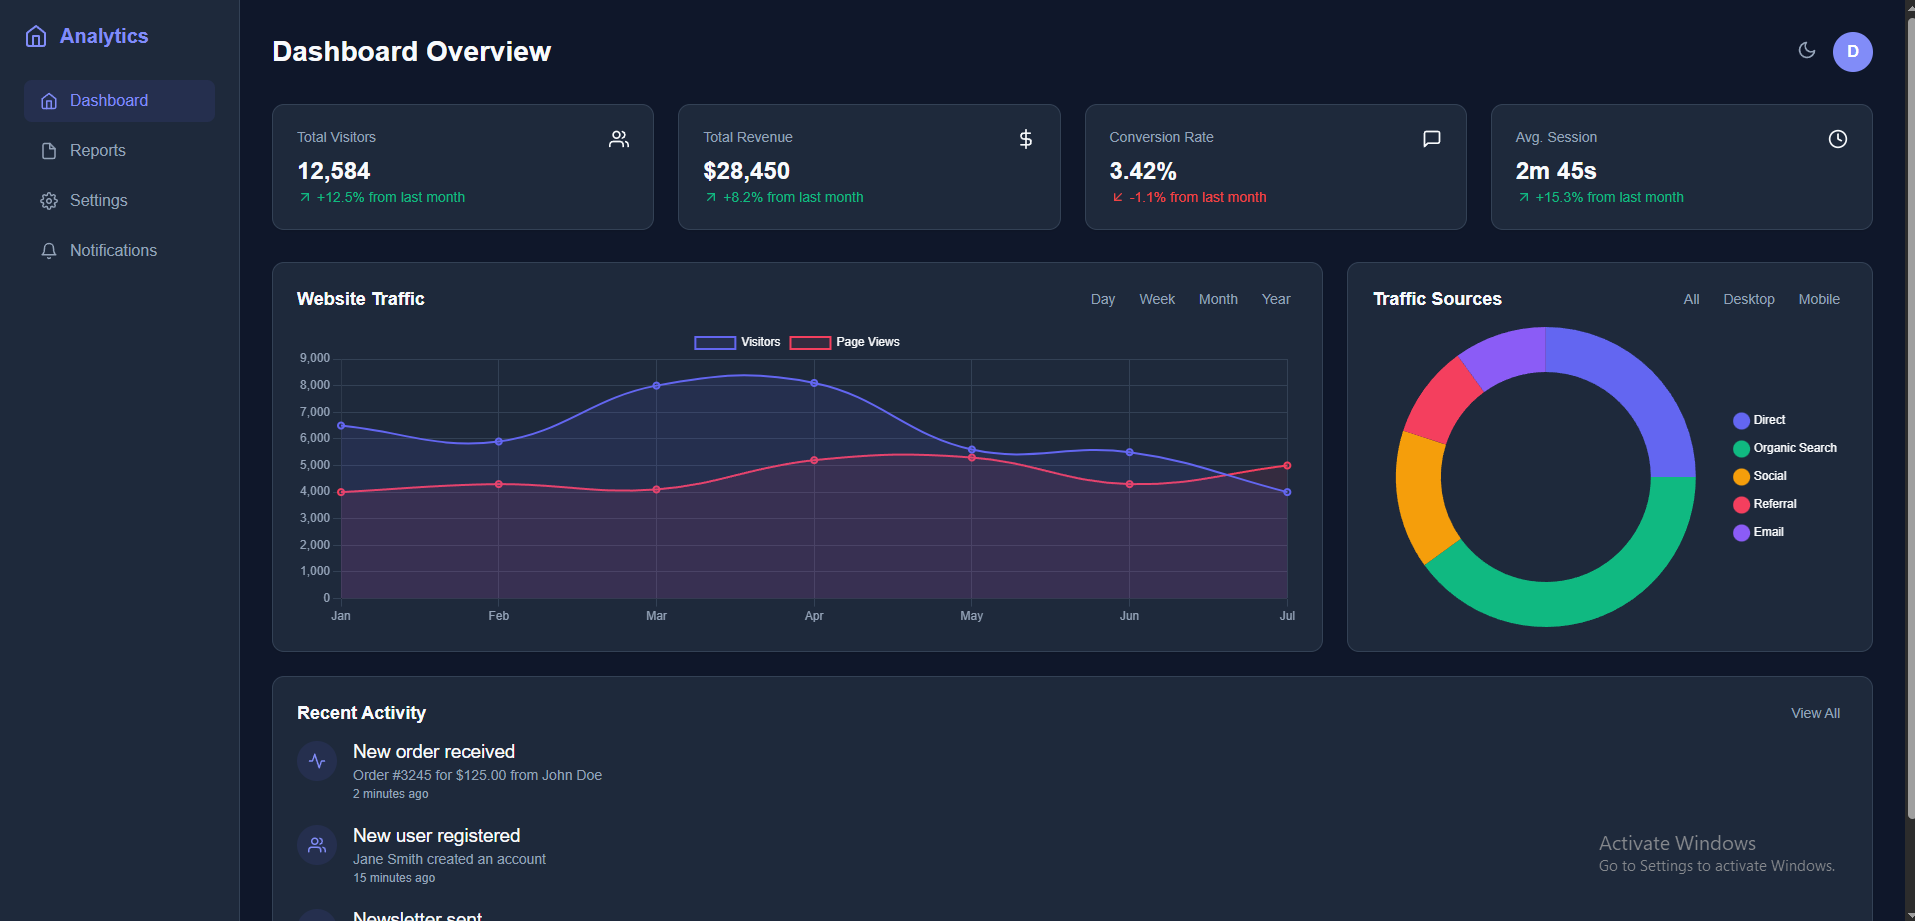 Analytics
Dashboard
Reports
Settings
Notifications
Dashboard Overview
D
Total Visitors
12,584
+12.5% from last month
Total Revenue
$28,450
+8.2% from last month
Conversion Rate
3.42%
-1.1% from last month
Avg. Session
2m 45s
+15.3% from last month
Website Traffic
Day Week Month Year
Visitors Page Views
9,000
8,000
7,000
6,000
5,000
4,000
3,000
2,000
1,000
0
Jan Feb Mar Apr May Jun Jul
Traffic Sources
All Desktop Mobile
Direct
Organic Search
Social
Referral
Email
Recent Activity
View All
New order received
Order #3245 for $125.00 from John Doe
2 minutes ago
New user registered
Jane Smith created an account
15 minutes ago
Newsletter sent
Activate Windows
Go to Settings to activate Windows.